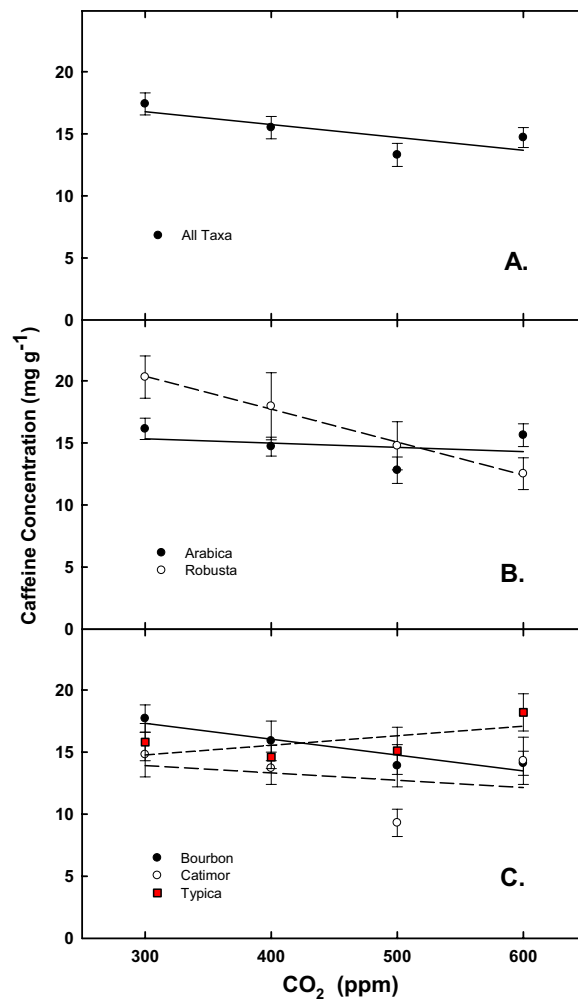 20
15
10
5
0
All Taxa
A.
20
15
10
5
0
Arabica
Robusta
B.
Caffeine Concentration (mg g⁻¹)
20
15
10
5
0
Bourbon
Catimor
Typica
C.
300 400 500 600
CO₂ (ppm)